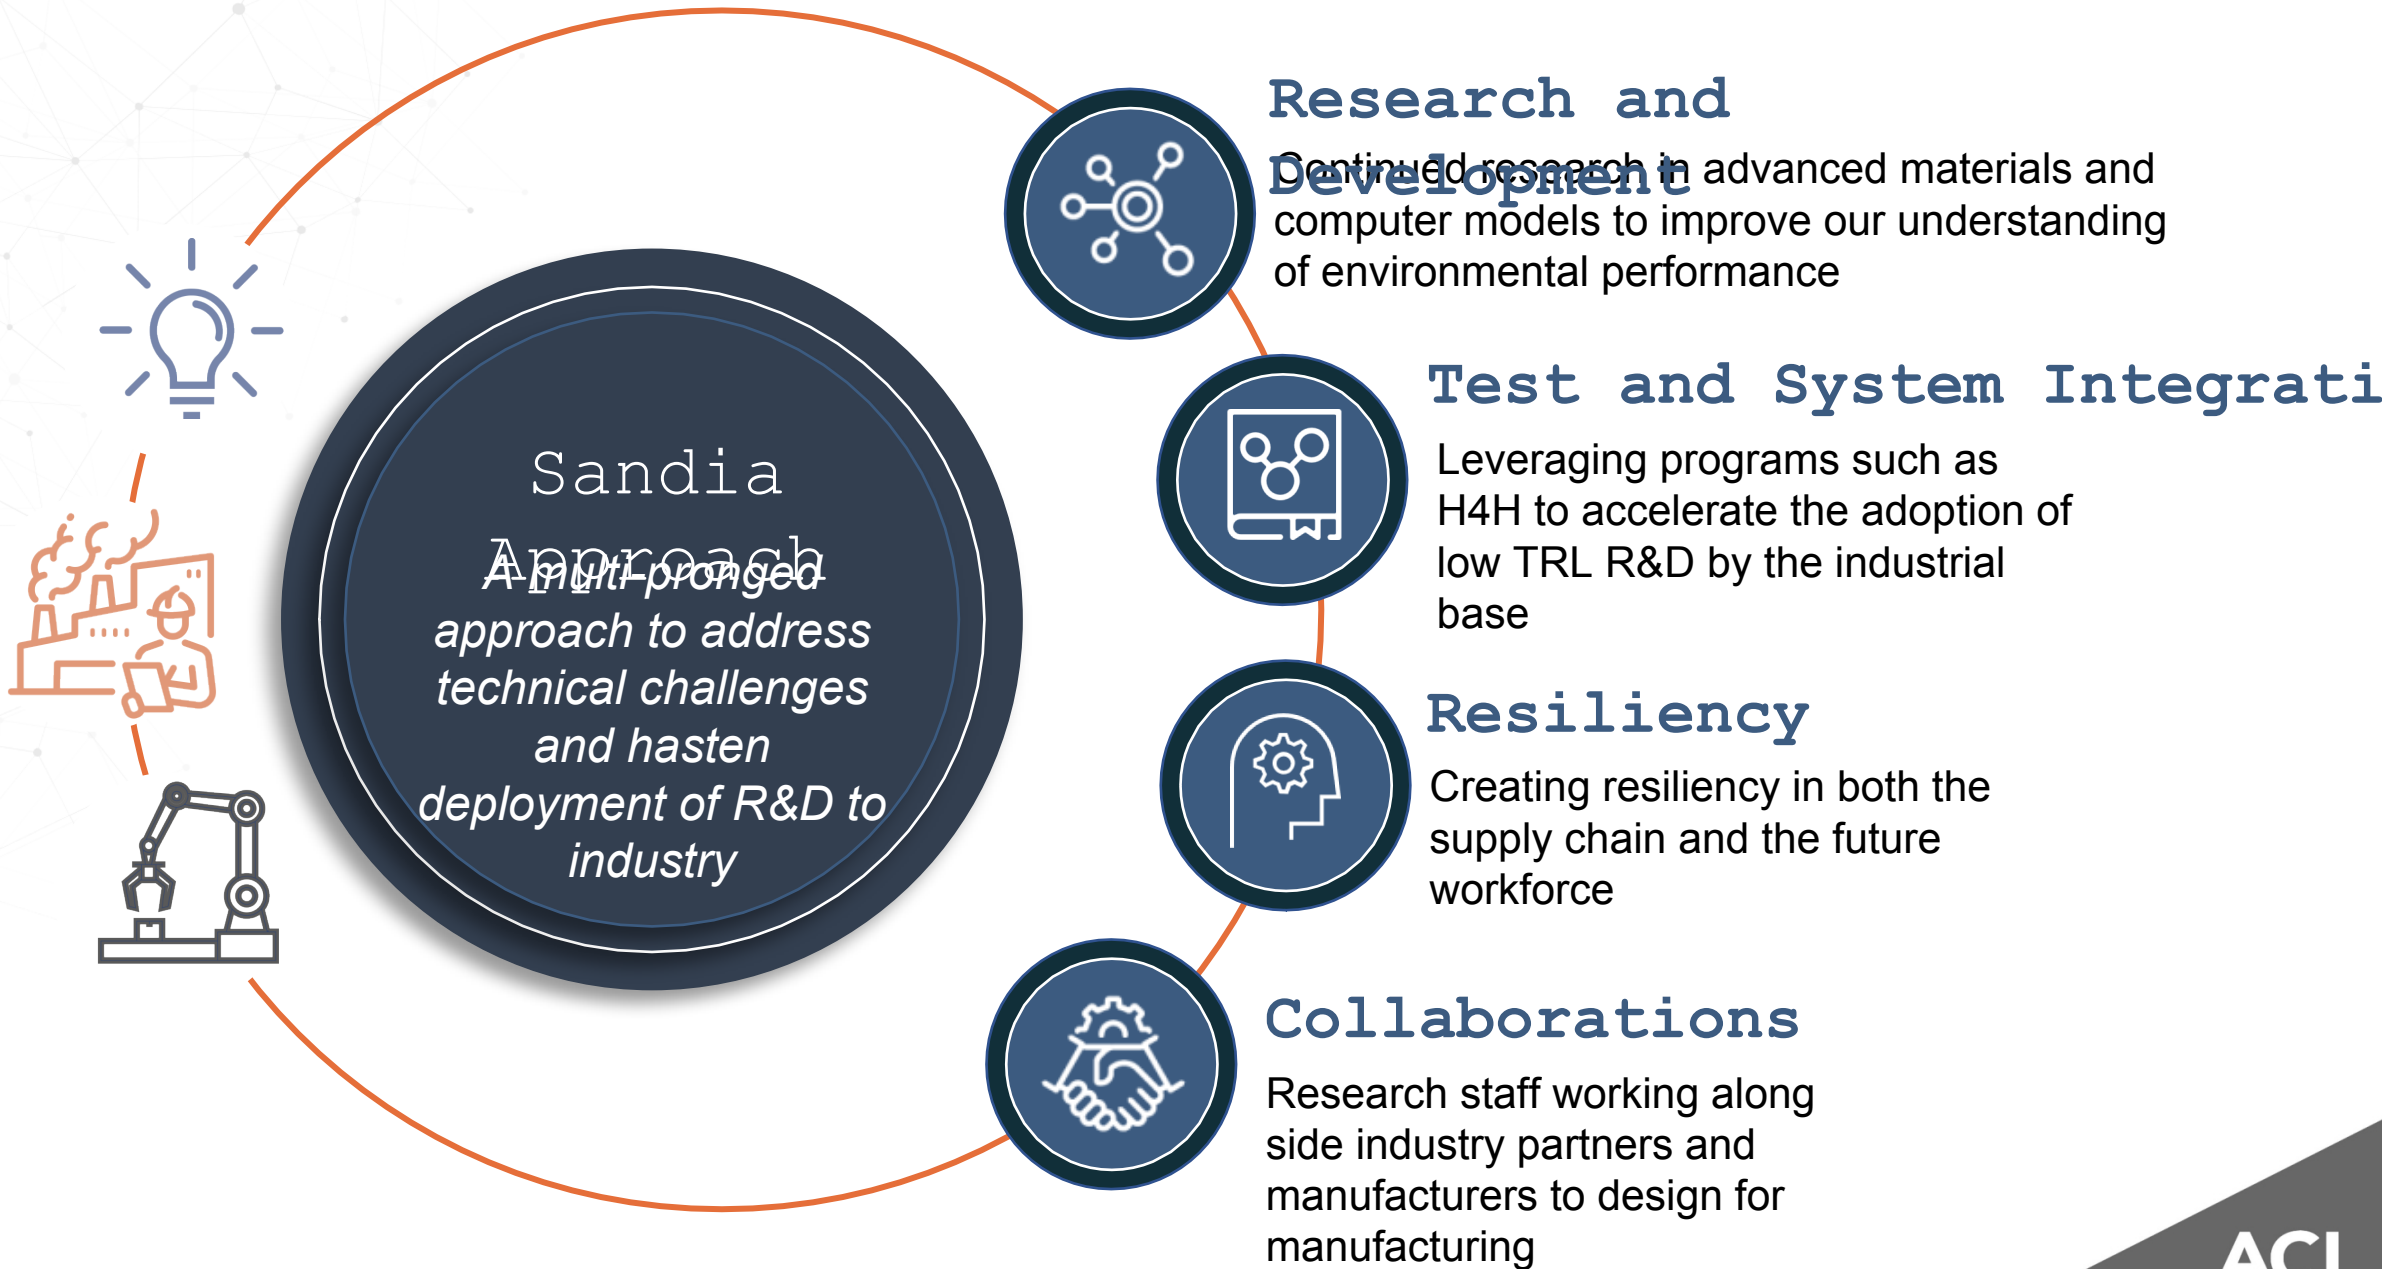 Research and
Development
Continued research in advanced materials and
computer models to improve our understanding
of environmental performance
Test and System Integrati
Leveraging programs such as
H4H to accelerate the adoption of
low TRL R&D by the industrial
base
Sandia
Approach
A multi-pronged
approach to address
technical challenges
and hasten
deployment of R&D to
industry
Resiliency
Creating resiliency in both the
supply chain and the future
workforce
Collaborations
Research staff working along
side industry partners and
manufacturers to design for
manufacturing